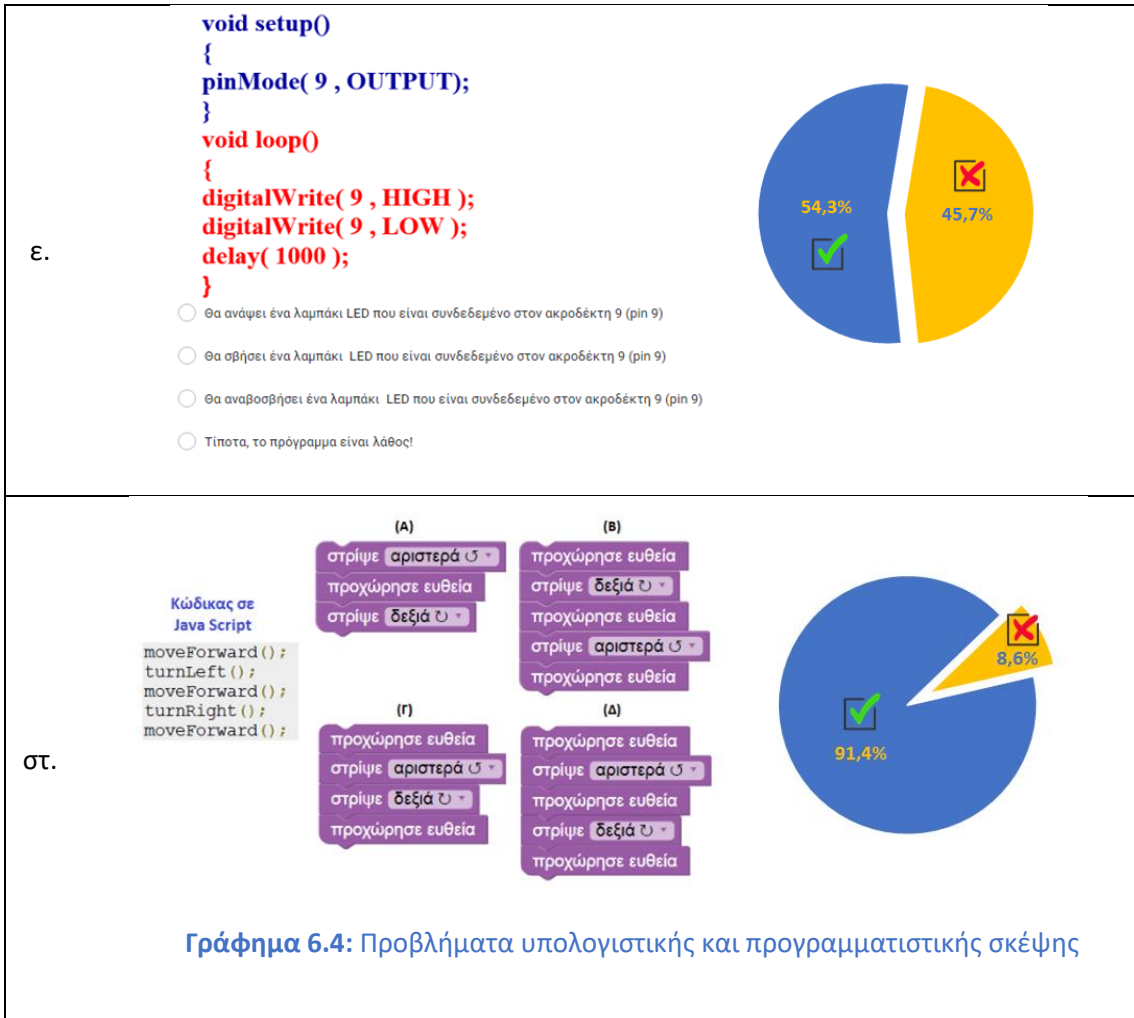 ε.
void setup()
{
pinMode( 9 , OUTPUT);
}
void loop()
{
digitalWrite( 9 , HIGH );
digitalWrite( 9 , LOW );
delay( 1000 );
}
Θα ανάψει ένα λαμπάκι LED που είναι συνδεδεμένο στον ακροδέκτη 9 (pin 9)
Θα σβήσει ένα λαμπάκι LED που είναι συνδεδεμένο στον ακροδέκτη 9 (pin 9)
Θα αναβοσβήσει ένα λαμπάκι LED που είναι συνδεδεμένο στον ακροδέκτη 9 (pin 9)
Τίποτα, το πρόγραμμα είναι λάθος!
54,3%
45,7%
στ.
Κώδικας σε
Java Script
moveForward();
turnLeft();
moveForward();
turnRight();
moveForward();
(Α)
στρίψε αριστερά ↺
προχώρησε ευθεία
στρίψε δεξιά ↻
(Β)
προχώρησε ευθεία
στρίψε δεξιά ↻
προχώρησε ευθεία
στρίψε αριστερά ↺
προχώρησε ευθεία
(Γ)
προχώρησε ευθεία
στρίψε αριστερά ↺
στρίψε δεξιά ↻
προχώρησε ευθεία
(Δ)
προχώρησε ευθεία
στρίψε αριστερά ↺
προχώρησε ευθεία
στρίψε δεξιά ↻
προχώρησε ευθεία
8,6%
91,4%
Γράφημα 6.4: Προβλήματα υπολογιστικής και προγραμματιστικής σκέψης